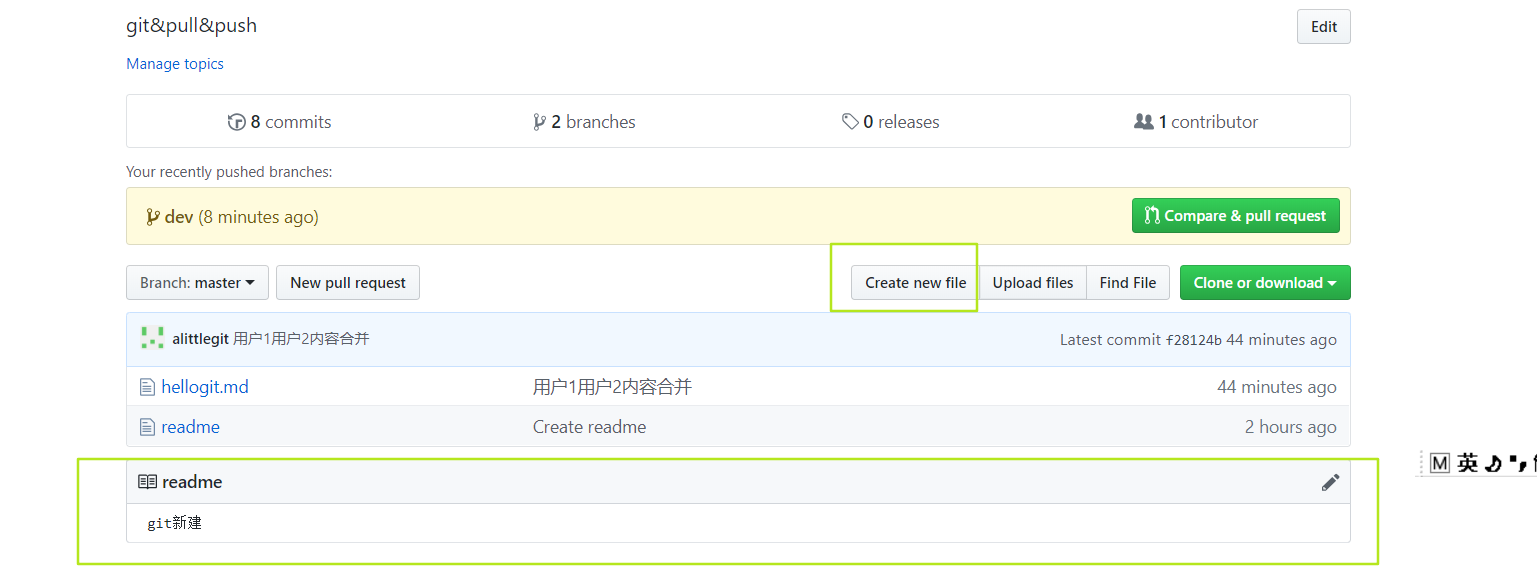 git&pull&push
Edit
Manage topics
8 commits
2 branches
0 releases
1 contributor
Your recently pushed branches:
dev (8 minutes ago)
Compare & pull request
Branch: master
New pull request
Create new file
Upload files
Find File
Clone or download
alittlegit 用户1用户2内容合并
Latest commit f28124b 44 minutes ago
hellogit.md
用户1用户2内容合并
44 minutes ago
readme
Create readme
2 hours ago
M 英
readme
git新建